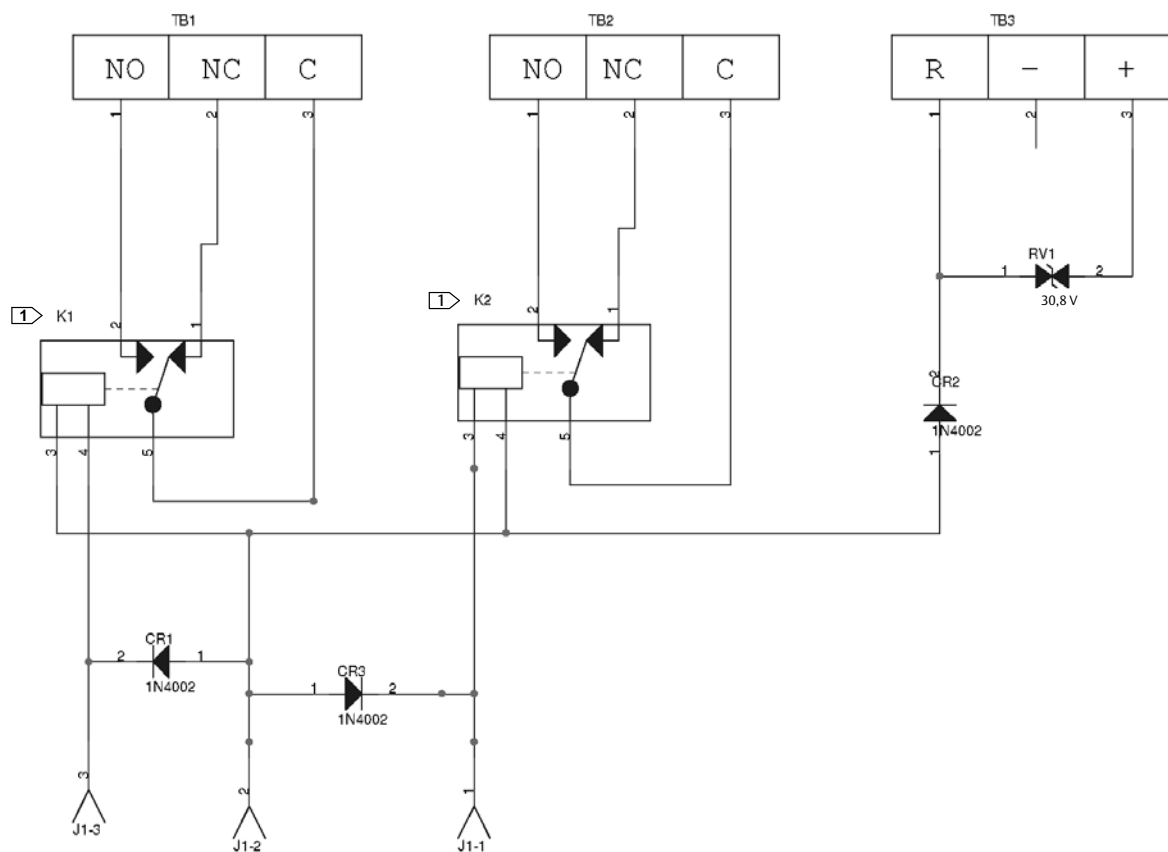 TB1
TB2
TB3
NO NC C
NO NC C
R - +
1 2 3
1 2 3
1 2 3
RV1
1 2
30,8 V
1 K1
2 1
1 K2
2 1
3 4 5
3 4 5
2
CR2
1N4002
1
CR1
2 1
1N4002
CR3
1 2
1N4002
3
2
1
J1-3
J1-2
J1-1